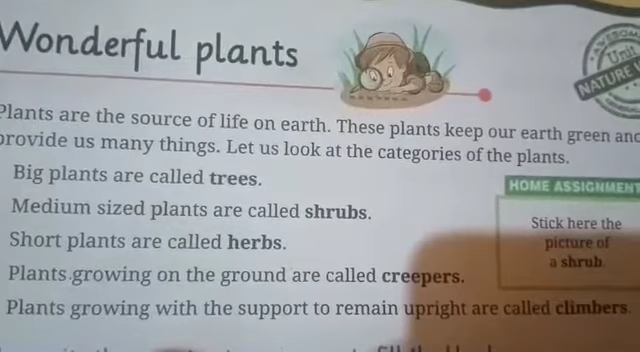 Wonderful plants
AWESOME
Unit
NATURE
Plants are the source of life on earth. These plants keep our earth green and
provide us many things. Let us look at the categories of the plants.
Big plants are called trees.
Medium sized plants are called shrubs.
Short plants are called herbs.
Plants growing on the ground are called creepers.
Plants growing with the support to remain upright are called climbers.
HOME ASSIGNMENT
Stick here the
picture of
a shrub.